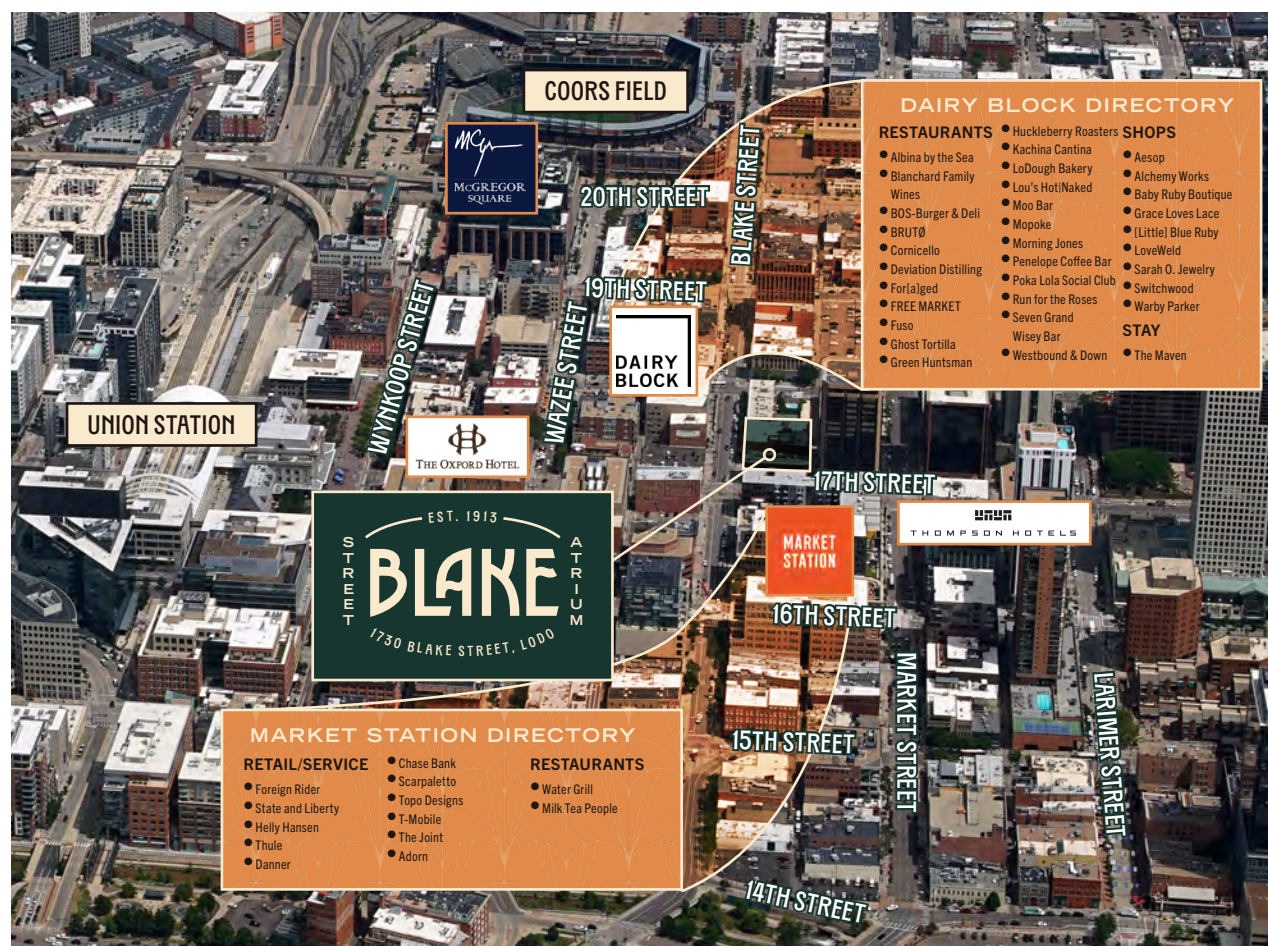 COORS FIELD
McGREGOR
SQUARE
20TH STREET
BLAKE STREET
19TH STREET
WYNKOOP STREET
WAZEE STREET
DAIRY
BLOCK
UNION STATION
THE OXFORD HOTEL
DAIRY BLOCK DIRECTORY
RESTAURANTS
Albina by the Sea
Blanchard Family
Wines
BOS-Burger & Deli
BRUTØ
Cornicello
Deviation Distilling
For[a]ged
FREE MARKET
Fuso
Ghost Tortilla
Green Huntsman
Huckleberry Roasters
Kachina Cantina
LoDough Bakery
Lou's Hot|Naked
Moo Bar
Mopoke
Morning Jones
Penelope Coffee Bar
Poka Lola Social Club
Run for the Roses
Seven Grand
Wisey Bar
Westbound & Down
SHOPS
Aesop
Alchemy Works
Baby Ruby Boutique
Grace Loves Lace
[Little] Blue Ruby
LoveWeld
Sarah O. Jewelry
Switchwood
Warby Parker
STAY
The Maven
17TH STREET
THOMPSON HOTELS
EST. 1913
STREET
BLAKE
ATRIUM
1730 BLAKE STREET, LODO
MARKET
STATION
16TH STREET
MARKET STREET
LARIMER STREET
15TH STREET
MARKET STATION DIRECTORY
RETAIL/SERVICE
Foreign Rider
State and Liberty
Helly Hansen
Thule
Danner
Chase Bank
Scarpaletto
Topo Designs
T-Mobile
The Joint
Adorn
RESTAURANTS
Water Grill
Milk Tea People
14TH STREET